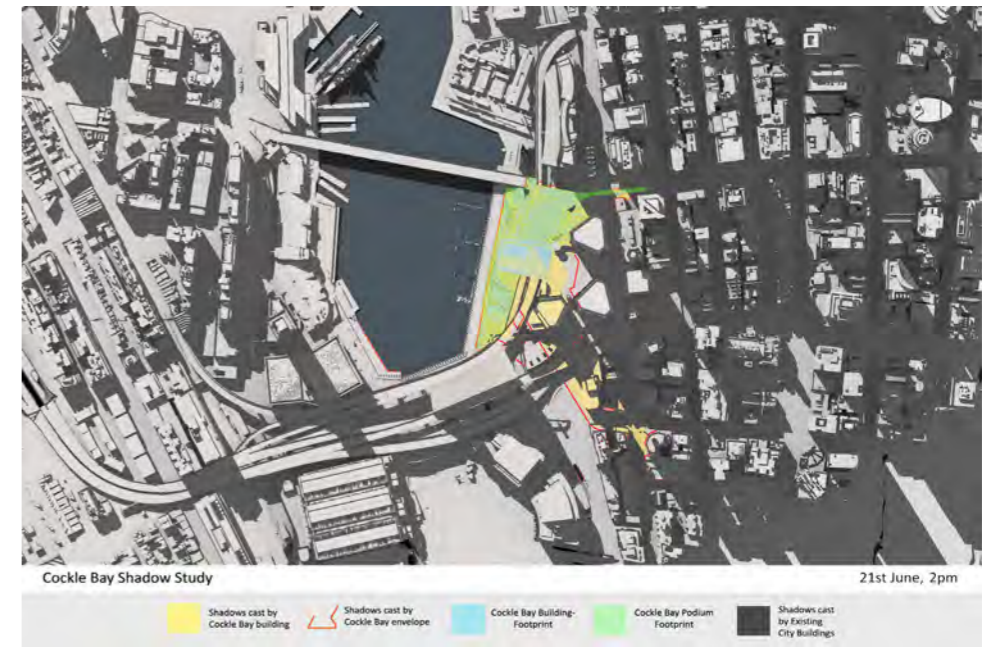 Cockle Bay Shadow Study
21st June, 2pm
Shadows cast by
Cockle Bay building
Shadows cast by
Cockle Bay envelope
Cockle Bay Building-
Footprint
Cockle Bay Podium
Footprint
Shadows cast
by Existing
City Buildings